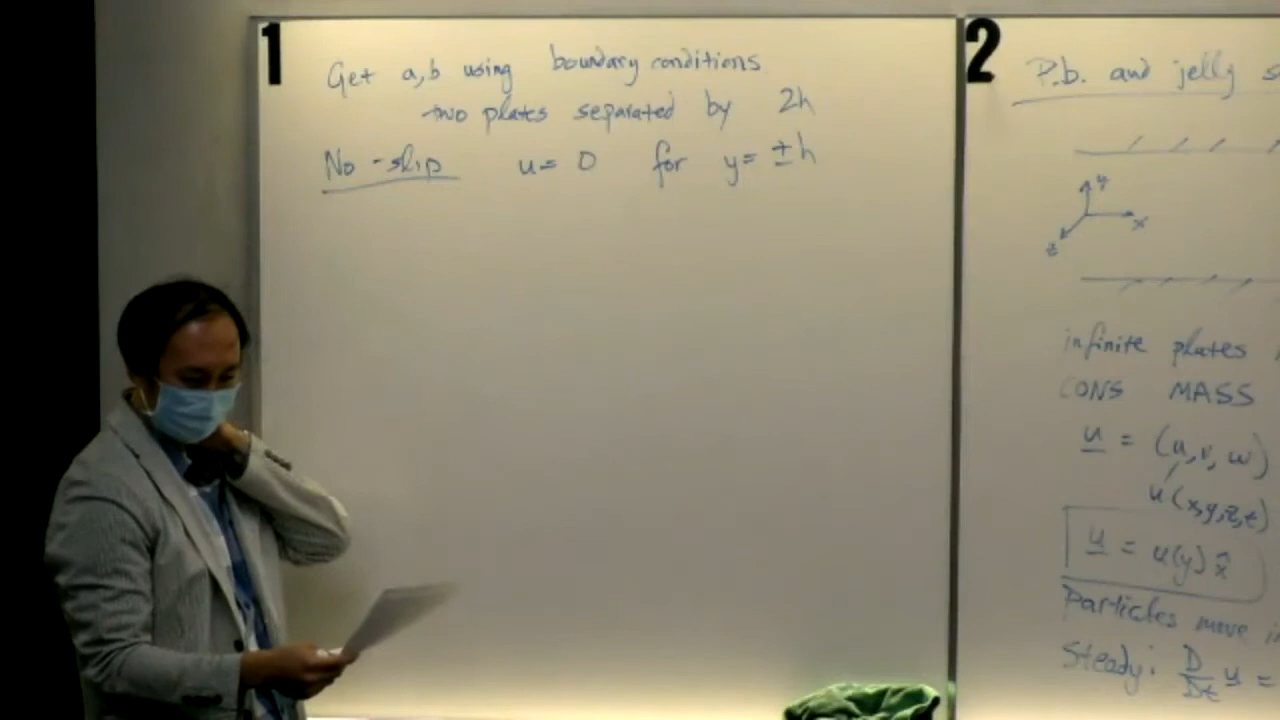 1
Get a,b using boundary conditions
two plates separated by 2h
No-slip u = 0 for y = ±h
2
P.b. and jelly
y
x
z
infinite plates
CONS MASS
u = (u, v, w)
u(x,y,z,t)
u = u(y) x̂
Particles move
Steady: D/Dt u =